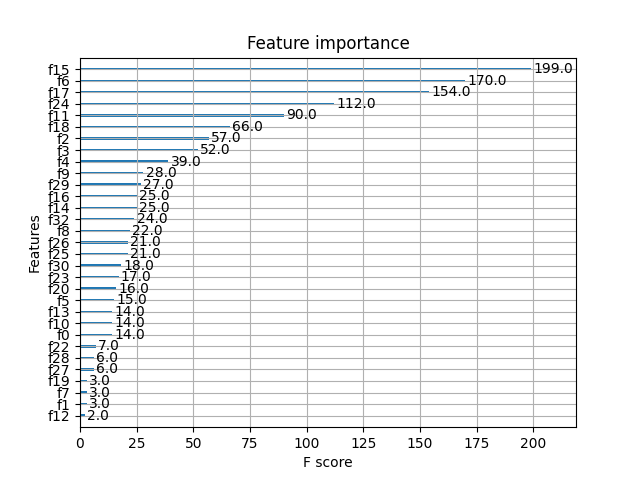 Feature importance
Features
f15 199.0
f6 170.0
f17 154.0
f24 112.0
f11 90.0
f18 66.0
f2 57.0
f3 52.0
f4 39.0
f9 28.0
f29 27.0
f16 25.0
f14 25.0
f32 24.0
f8 22.0
f26 21.0
f25 21.0
f30 18.0
f23 17.0
f20 16.0
f5 15.0
f13 14.0
f10 14.0
f0 14.0
f22 7.0
f28 6.0
f27 6.0
f19 3.0
f7 3.0
f1 3.0
f12 2.0
0 25 50 75 100 125 150 175 200
F score